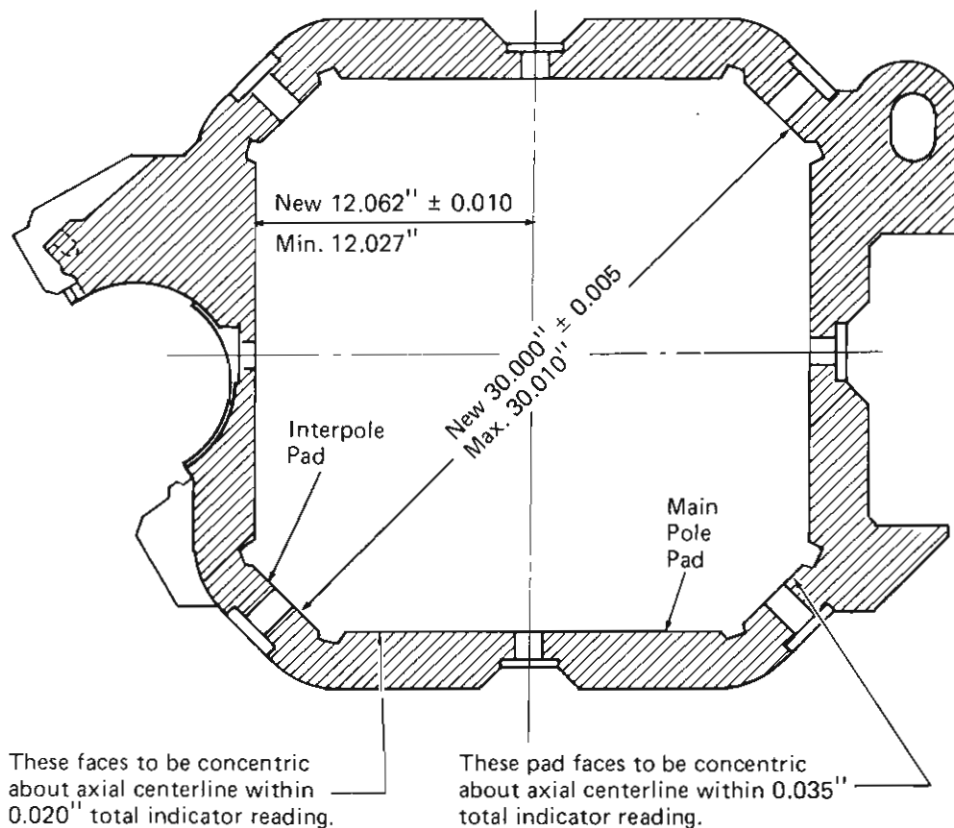 New 12.062" ± 0.010
Min. 12.027"
New 30.000" ± 0.005
Max. 30.010"
Interpole
Pad
Main
Pole
Pad
These faces to be concentric
about axial centerline within
0.020" total indicator reading.
These pad faces to be concentric
about axial centerline within 0.035"
total indicator reading.